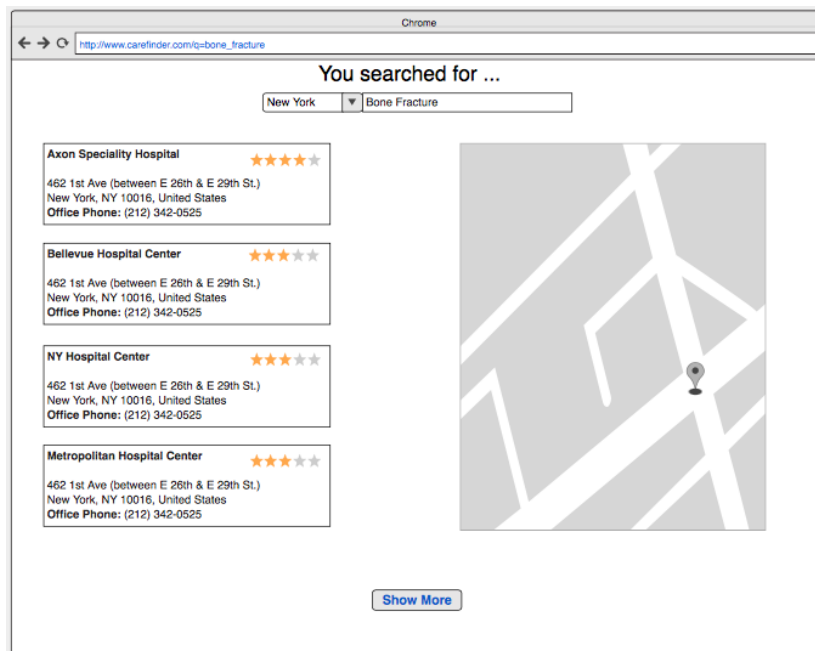 Chrome
http://www.carefinder.com/q=bone_fracture
You searched for ...
New York
Bone Fracture
Axon Speciality Hospital
462 1st Ave (between E 26th & E 29th St.)
New York, NY 10016, United States
Office Phone: (212) 342-0525
Bellevue Hospital Center
462 1st Ave (between E 26th & E 29th St.)
New York, NY 10016, United States
Office Phone: (212) 342-0525
NY Hospital Center
462 1st Ave (between E 26th & E 29th St.)
New York, NY 10016, United States
Office Phone: (212) 342-0525
Metropolitan Hospital Center
462 1st Ave (between E 26th & E 29th St.)
New York, NY 10016, United States
Office Phone: (212) 342-0525
Show More